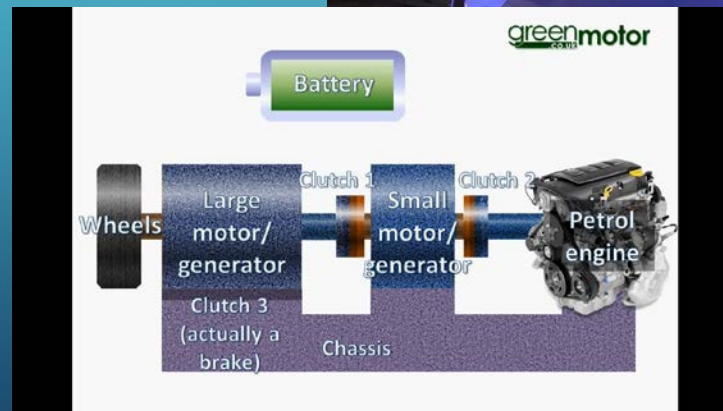 greenmotor
.co.uk
Battery
Clutch 1
Clutch 2
Wheels
Large
motor/
generator
Small
motor/
generator
Petrol
engine
Clutch 3
(actually a
brake)
Chassis